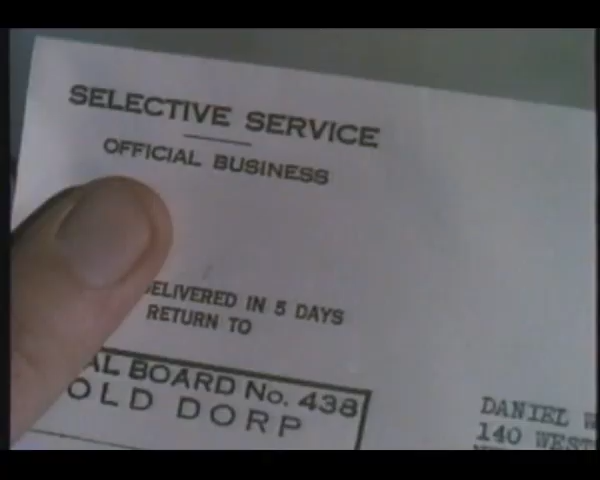 SELECTIVE SERVICE
OFFICIAL BUSINESS
ELIVERED IN 5 DAYS
RETURN TO
AL BOARD No. 438
OLD DORP
DANIEL W
140 WEST